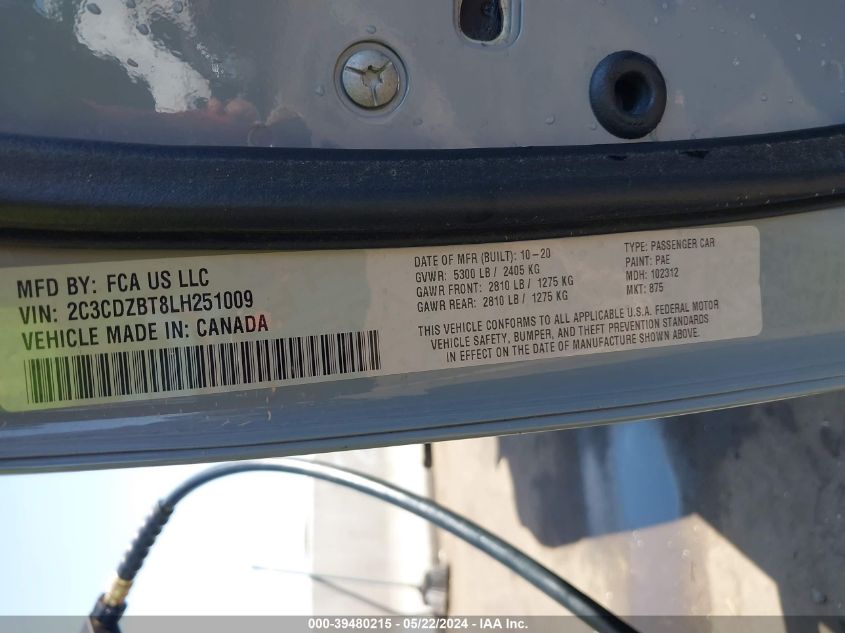 MFD BY: FCA US LLC
VIN: 2C3CDZBT8LH251009
VEHICLE MADE IN: CANADA
DATE OF MFR (BUILT): 10-20
GVWR: 5300 LB / 2405 KG
GAWR FRONT: 2810 LB / 1275 KG
GAWR REAR: 2810 LB / 1275 KG
TYPE: PASSENGER CAR
PAINT: PAE
MDH: 102312
MKT: 875
THIS VEHICLE CONFORMS TO ALL APPLICABLE U.S.A. FEDERAL MOTOR
VEHICLE SAFETY, BUMPER, AND THEFT PREVENTION STANDARDS
IN EFFECT ON THE DATE OF MANUFACTURE SHOWN ABOVE.
000-39480215 - 05/22/2024 - IAA Inc.